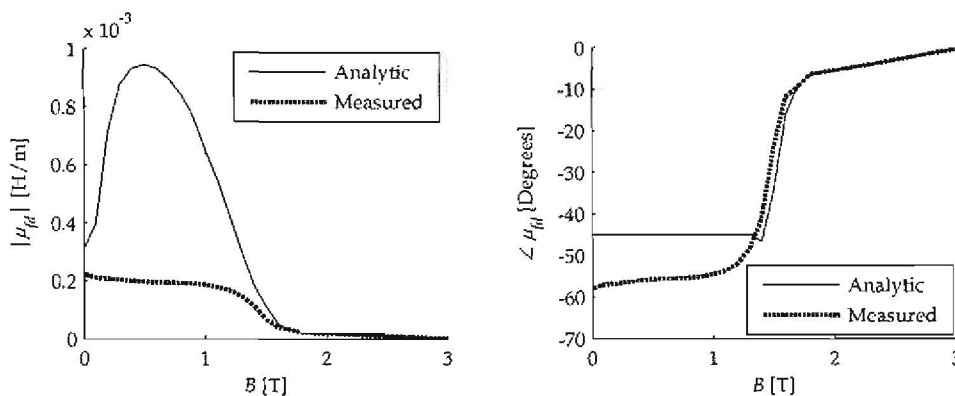 x 10⁻³
1
0.8
0.6
0.4
0.2
0
|μ_fd| [H/m]
Analytic
Measured
0 1 2 3
B [T]
0
-10
-20
-30
-40
-50
-60
-70
∠ μ_fd [Degrees]
Analytic
Measured
0 1 2 3
B [T]